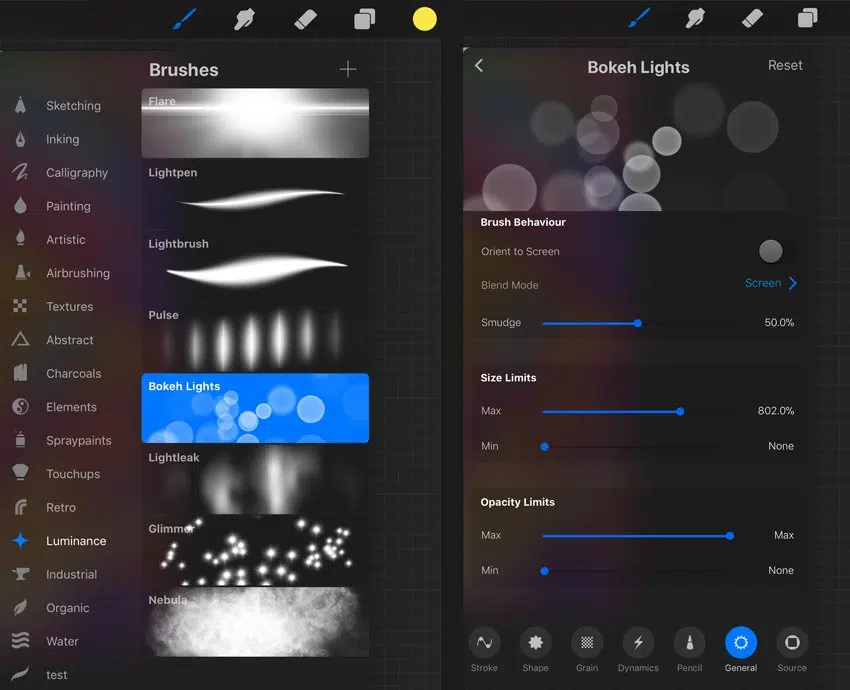 Brushes
Sketching
Inking
Calligraphy
Painting
Artistic
Airbrushing
Textures
Abstract
Charcoals
Elements
Spraypaints
Touchups
Retro
Luminance
Industrial
Organic
Water
test
Flare
Lightpen
Lightbrush
Pulse
Bokeh Lights
Lightleak
Glimmer
Nebula
Bokeh Lights Reset
Brush Behaviour
Orient to Screen
Blend Mode Screen
Smudge 50.0%
Size Limits
Max 802.0%
Min None
Opacity Limits
Max Max
Min None
Stroke Shape Grain Dynamics Pencil General Source